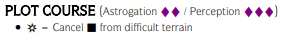 PLOT COURSE (Astrogation ♦♦ / Perception ♦♦♦)
• ☼ – Cancel ■ from difficult terrain